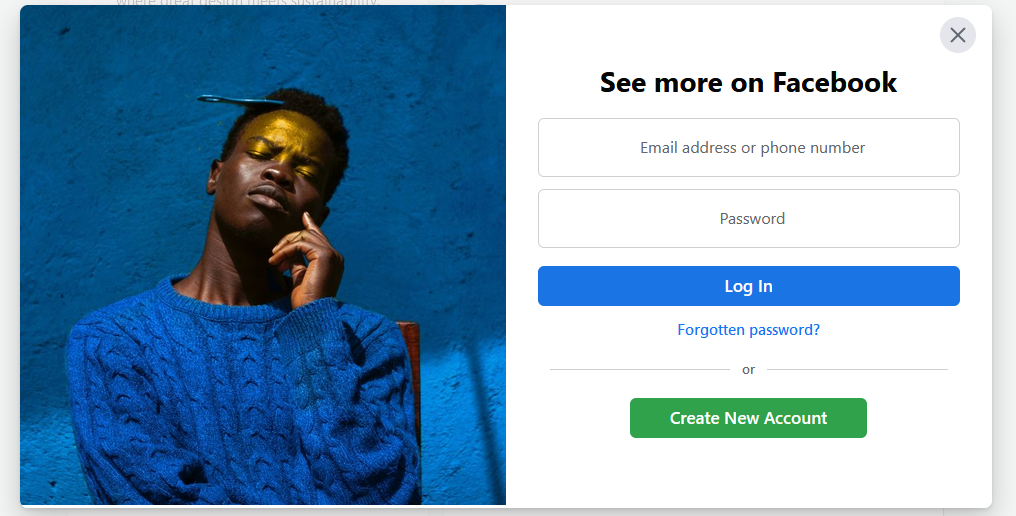 where great design meets sustainability.
See more on Facebook
Email address or phone number
Password
Log In
Forgotten password?
or
Create New Account